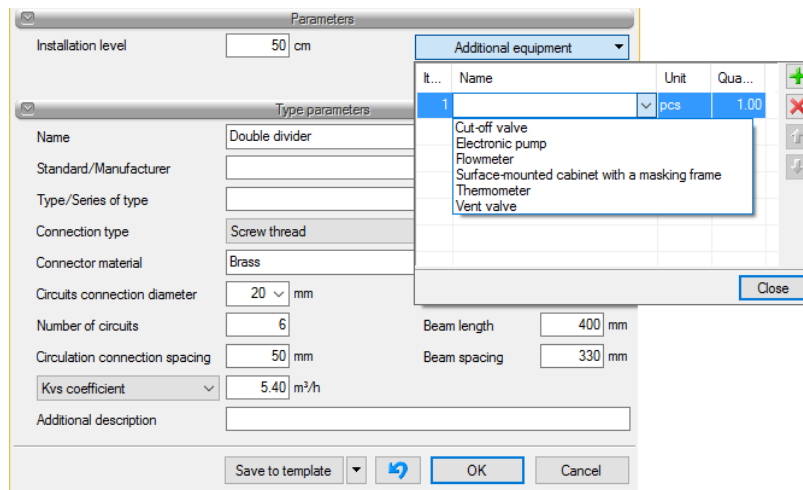 Parameters
Installation level 50 cm Additional equipment
It... Name Unit Qua...
1 pcs 1.00
Type parameters
Name Double divider
Cut-off valve
Electronic pump
Flowmeter
Surface-mounted cabinet with a masking frame
Thermometer
Vent valve
Standard/Manufacturer
Type/Series of type
Connection type Screw thread
Connector material Brass
Close
Circuits connection diameter 20 mm
Number of circuits 6 Beam length 400 mm
Circulation connection spacing 50 mm Beam spacing 330 mm
Kvs coefficient 5.40 m³/h
Additional description
Save to template OK Cancel